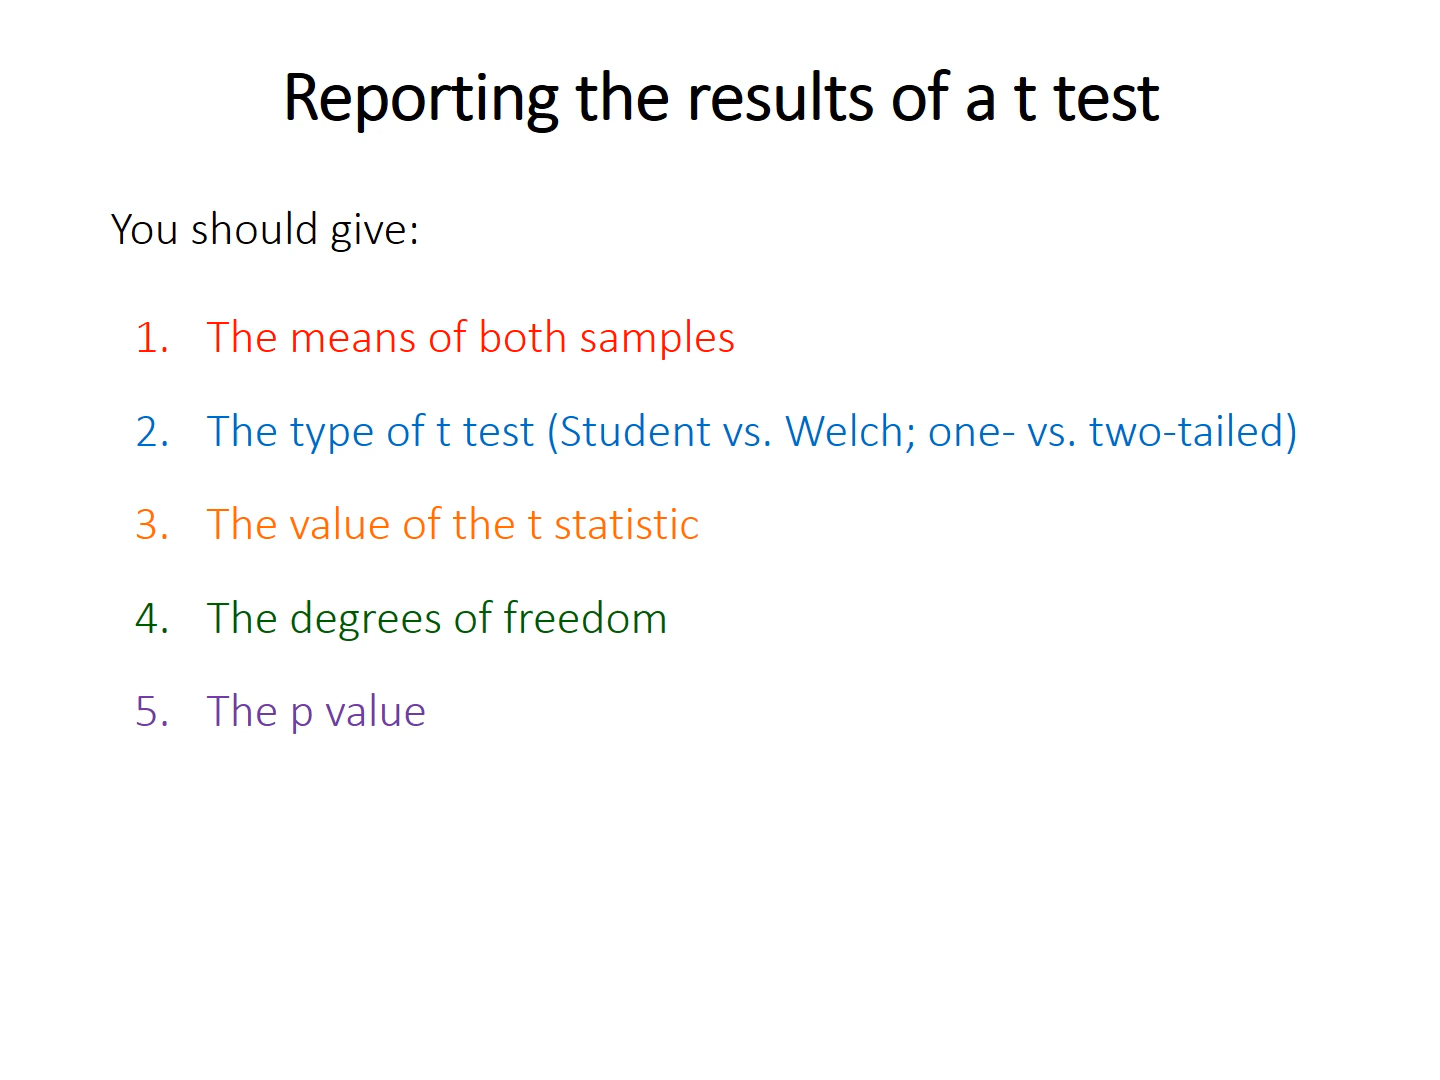 Reporting the results of a t test
You should give:
1. The means of both samples
2. The type of t test (Student vs. Welch; one- vs. two-tailed)
3. The value of the t statistic
4. The degrees of freedom
5. The p value